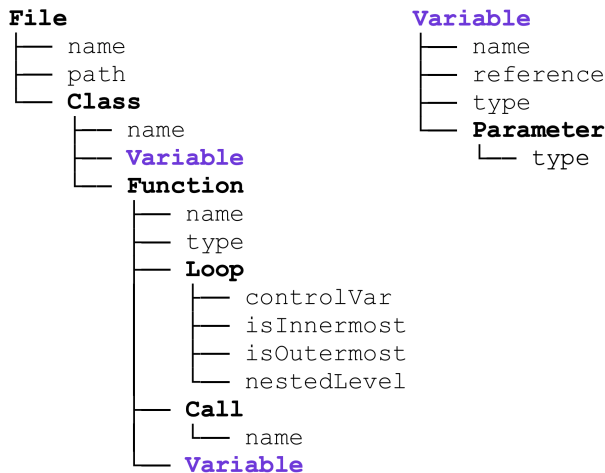 File
name
path
Class
name
Variable
Function
name
type
Loop
controlVar
isInnermost
isOutermost
nestedLevel
Call
name
Variable
Variable
name
reference
type
Parameter
type